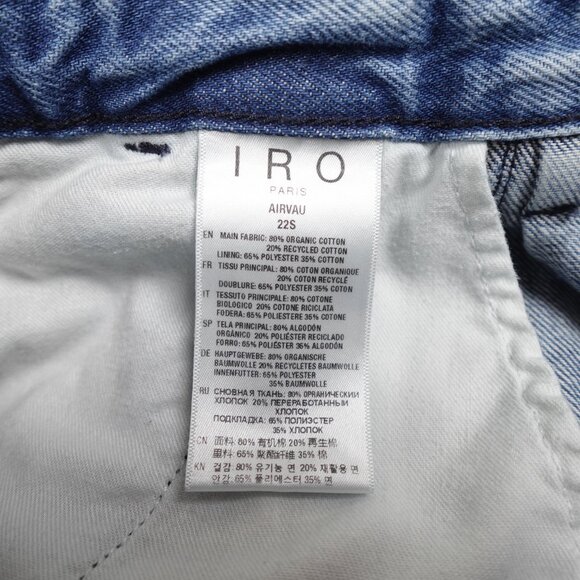 IRO
PARIS
AIRVAU
22S
EN MAIN FABRIC: 80% ORGANIC COTTON
20% RECYCLED COTTON
LINING: 65% POLYESTER 35% COTON
FR TISSU PRINCIPAL: 80% COTON ORGANIQUE
20% COTON RECYCLÉ
DOUBLURE: 65% POLYESTER 35% COTON
IT TESSUTO PRINCIPALE: 80% COTONE
BIOLOGICO 20% COTONE RICICLATO
FODERA: 65% POLIESTERE 35% COTONE
SP TELA PRINCIPAL: 80% ALGODÓN
ORGÁNICO 20% POLIESTER RECICLADO
FORRO: 65% POLIESTER 35% ALGODÓN
DE HAUPTGEWEBE: 80% ORGANISCHE
BAUMWOLLE 20% RECYCLETES BAUMWOLLE
INNENFUTTER: 65% POLYESTER
35% BAUMWOLLE
RU СНОВНАЯ ТКАНЬ: 80% ОРГАНИЧЕСКИЙ
ХЛОПОК 20% ПЕРЕРАБОТАННЫЙ
ХЛОПОК
ПОДКЛАДКА: 65% ПОЛИЭСТЕР
35% ХЛОПОК
CN 面料: 80% 有机棉 20% 再生棉
里料: 65% 聚酯纤维 35% 棉
KN 겉감: 80% 유기농 면 20% 재활용 면
안감: 65% 폴리에스터 35% 면